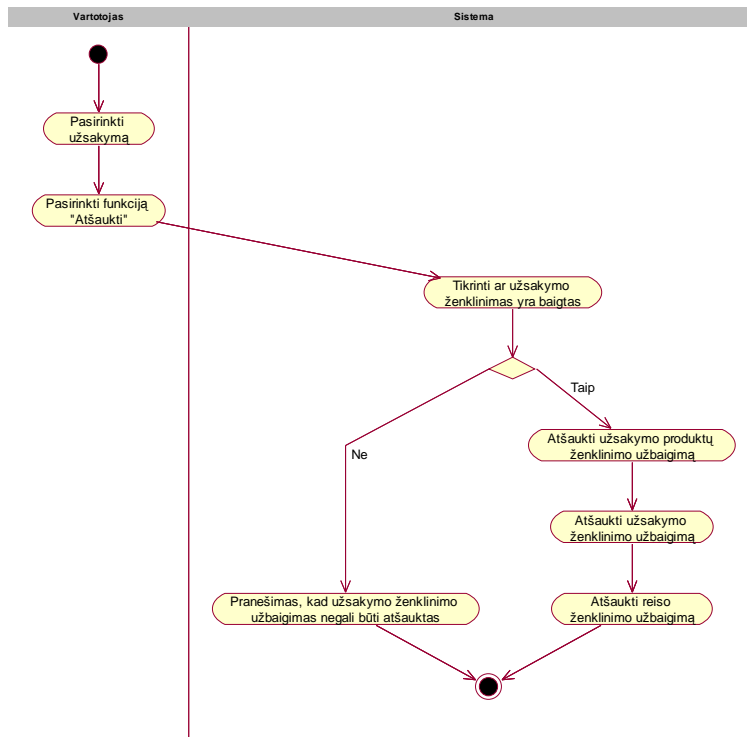 Vartotojas
Sistema
Pasirinkti
užsakymą
Pasirinkti funkciją
"Atšaukti"
Tikrinti ar užsakymo
ženklinimas yra baigtas
Taip
Ne
Atšaukti užsakymo produktų
ženklinimo užbaigimą
Atšaukti užsakymo
ženklinimo užbaigimą
Pranešimas, kad užsakymo ženklinimo
užbaigimas negali būti atšauktas
Atšaukti reiso
ženklinimo užbaigimą